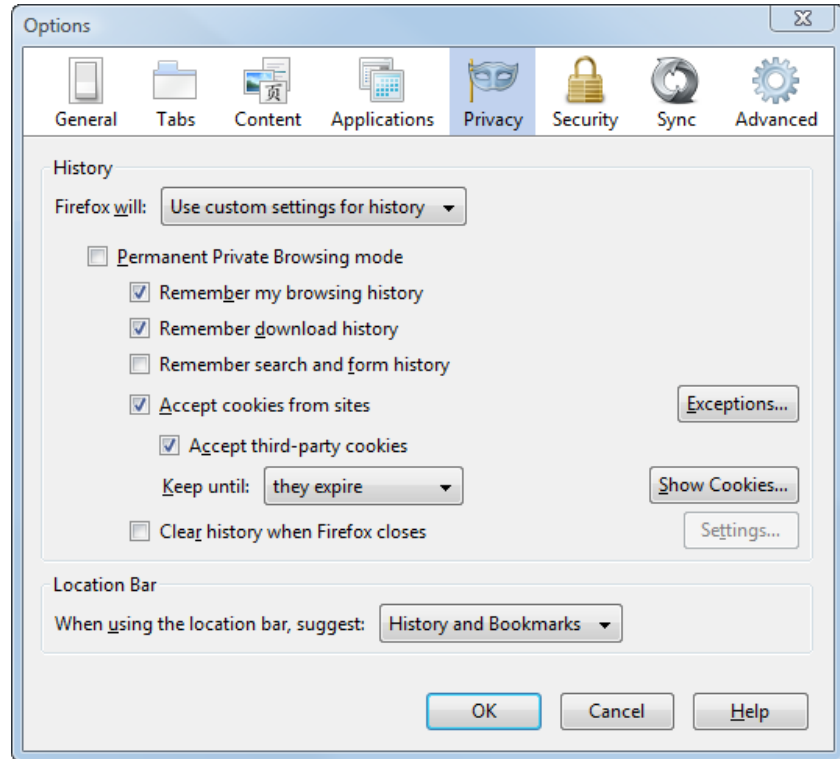 Options
General Tabs Content Applications Privacy Security Sync Advanced
页
History
Firefox will: Use custom settings for history
Permanent Private Browsing mode
Remember my browsing history
Remember download history
Remember search and form history
Accept cookies from sites Exceptions...
Accept third-party cookies
Keep until: they expire Show Cookies...
Clear history when Firefox closes Settings...
Location Bar
When using the location bar, suggest: History and Bookmarks
OK Cancel Help